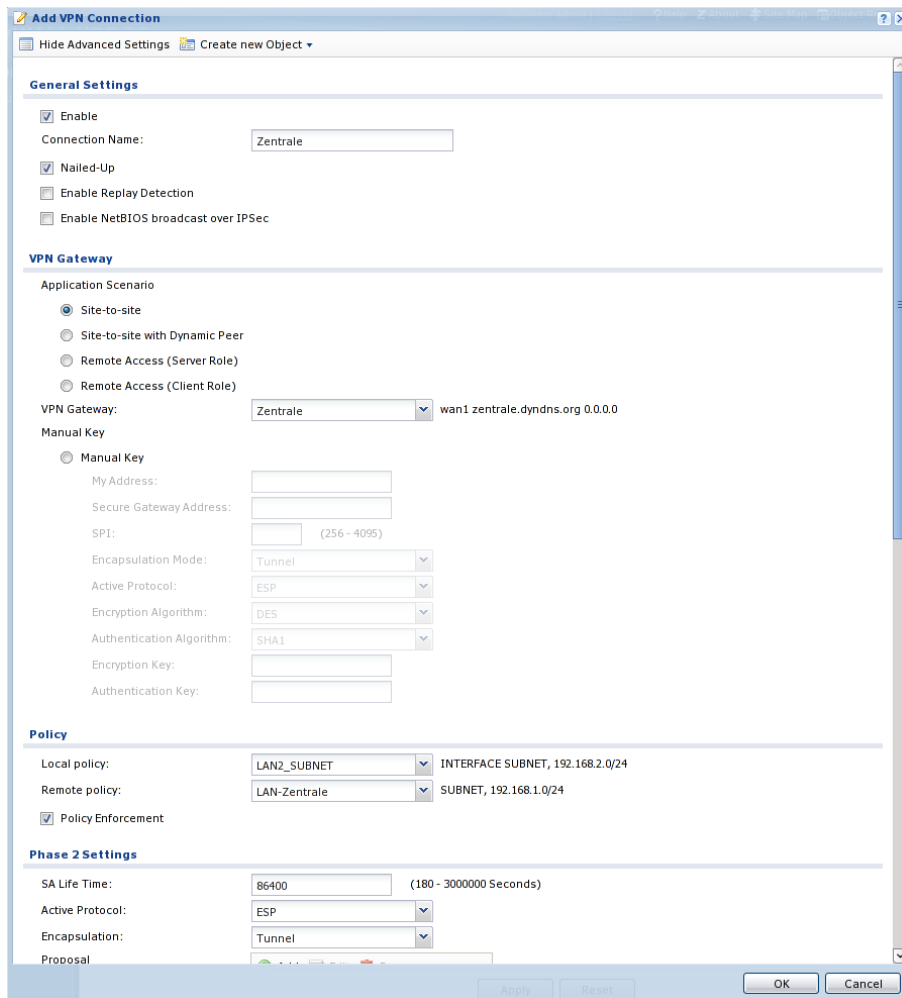 Add VPN Connection
Help Z About Site Map
Hide Advanced Settings Create new Object
General Settings
Enable
Connection Name: Zentrale
Nailed-Up
Enable Replay Detection
Enable NetBIOS broadcast over IPSec
VPN Gateway
Application Scenario
Site-to-site
Site-to-site with Dynamic Peer
Remote Access (Server Role)
Remote Access (Client Role)
VPN Gateway: Zentrale wan1 zentrale.dyndns.org 0.0.0.0
Manual Key
Manual Key
My Address:
Secure Gateway Address:
SPI: (256 - 4095)
Encapsulation Mode: Tunnel
Active Protocol: ESP
Encryption Algorithm: DES
Authentication Algorithm: SHA1
Encryption Key:
Authentication Key:
Policy
Local policy: LAN2_SUBNET INTERFACE SUBNET, 192.168.2.0/24
Remote policy: LAN-Zentrale SUBNET, 192.168.1.0/24
Policy Enforcement
Phase 2 Settings
SA Life Time: 86400 (180 - 3000000 Seconds)
Active Protocol: ESP
Encapsulation: Tunnel
Proposal
OK Cancel
Apply Reset